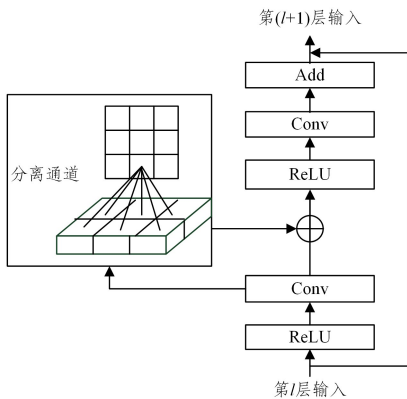 第(l+1)层输入
Add
Conv
分离通道
ReLU
Conv
ReLU
第l层输入